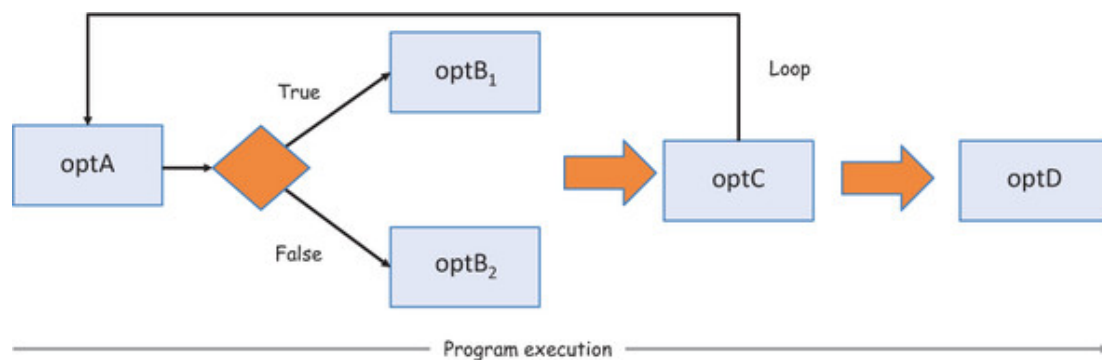 optA
True
False
optB₁
optB₂
Loop
optC
optD
Program execution